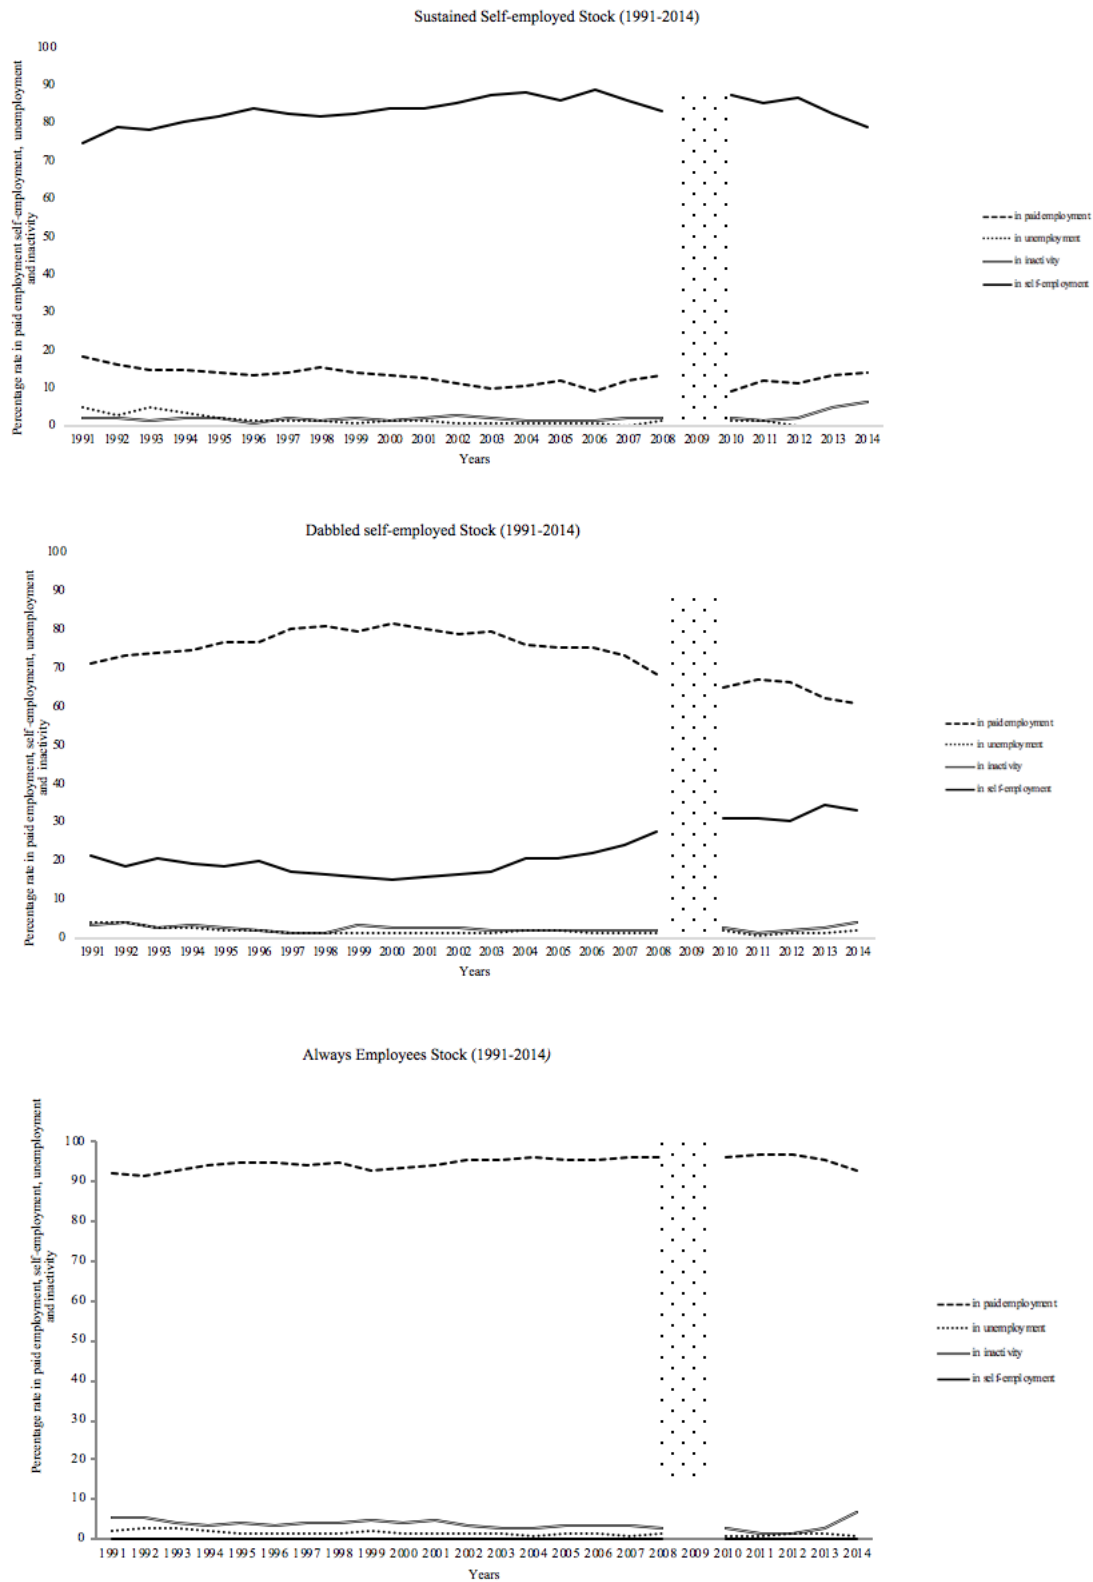 Sustained Self-employed Stock (1991-2014)
Percentage rate in paid employment self-employment, unemployment
and inactivity
100
90
80
70
60
50
40
30
20
10
0
1991 1992 1993 1994 1995 1996 1997 1998 1999 2000 2001 2002 2003 2004 2005 2006 2007 2008 2009 2010 2011 2012 2013 2014
Years
in paid employment
in unemployment
in inactivity
in self-employment
Dabbled self-employed Stock (1991-2014)
Percentage rate in paid employment, self-employment, unemployment
and inactivity
100
90
80
70
60
50
40
30
20
10
0
1991 1992 1993 1994 1995 1996 1997 1998 1999 2000 2001 2002 2003 2004 2005 2006 2007 2008 2009 2010 2011 2012 2013 2014
Years
in paid employment
in unemployment
in inactivity
in self-employment
Always Employees Stock (1991-2014)
Percentage rate in paid employment, self-employment, unemployment
and inactivity
100
90
80
70
60
50
40
30
20
10
0
1991 1992 1993 1994 1995 1996 1997 1998 1999 2000 2001 2002 2003 2004 2005 2006 2007 2008 2009 2010 2011 2012 2013 2014
Years
in paid employment
in unemployment
in inactivity
in self-employment